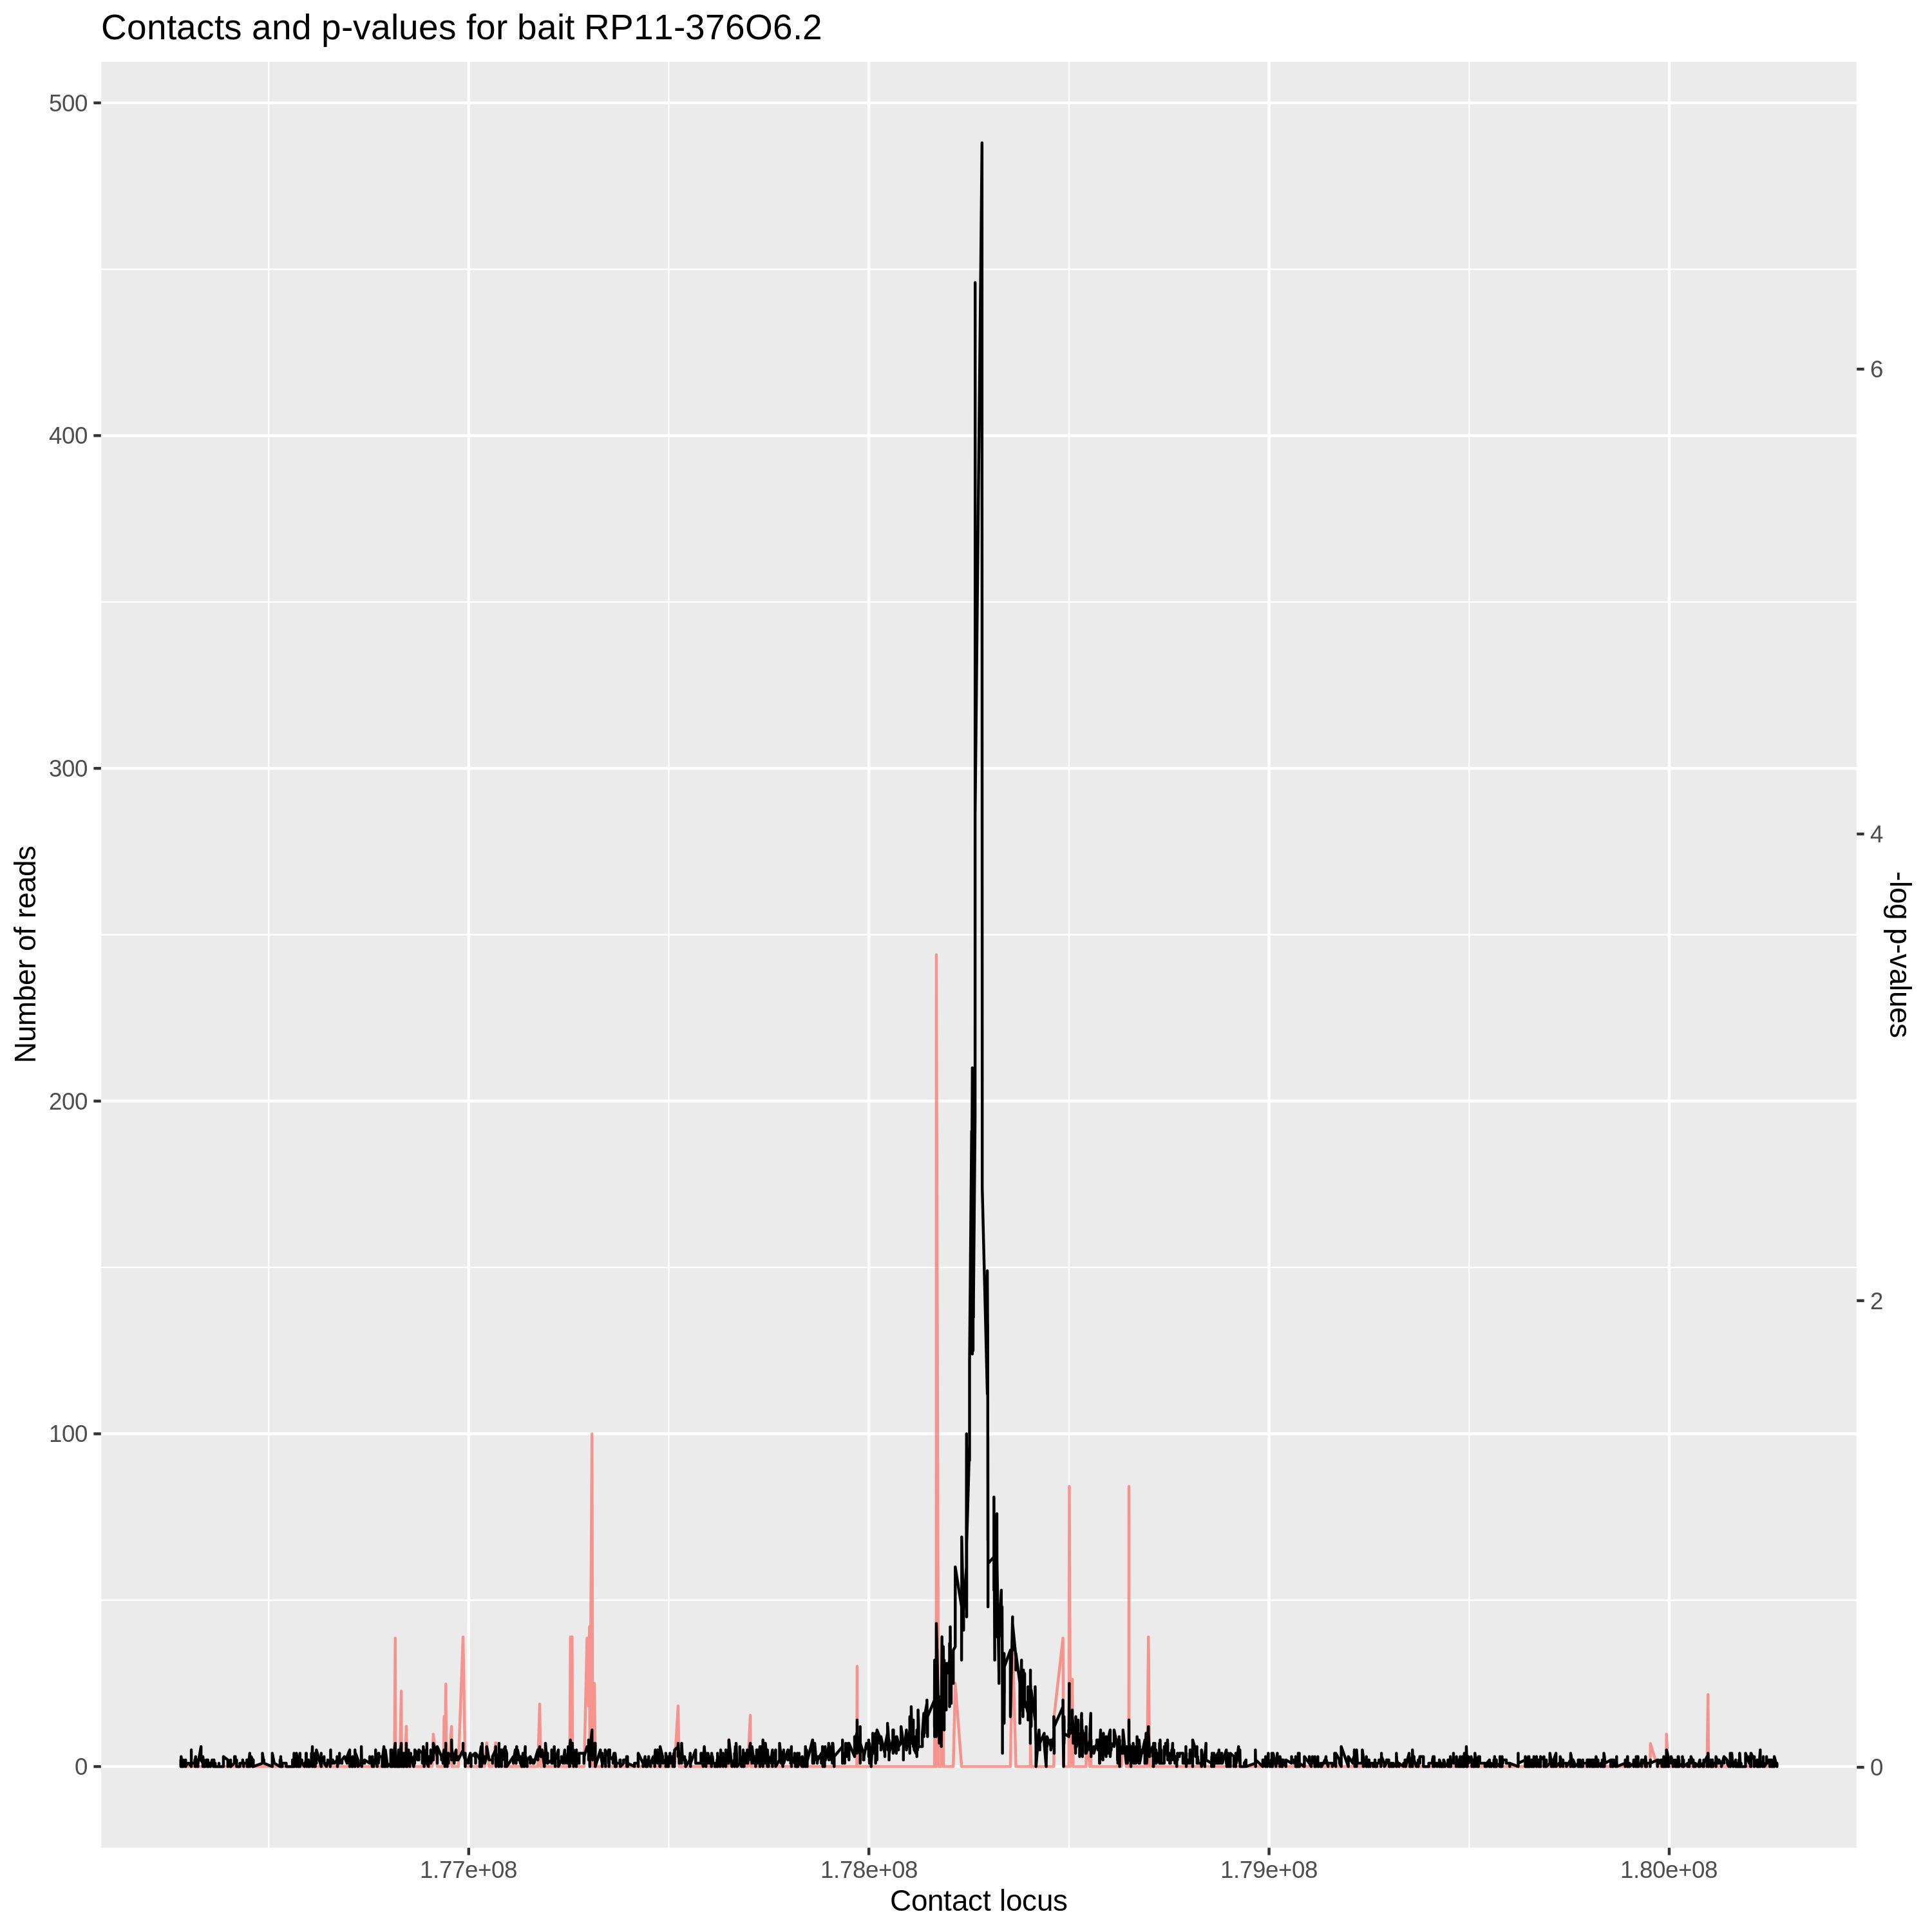 Contacts and p-values for bait RP11-376O6.2
500
400
300
200
100
0
Number of reads
6
4
2
0
-log p-values
1.77e+08
1.78e+08
1.79e+08
1.80e+08
Contact locus